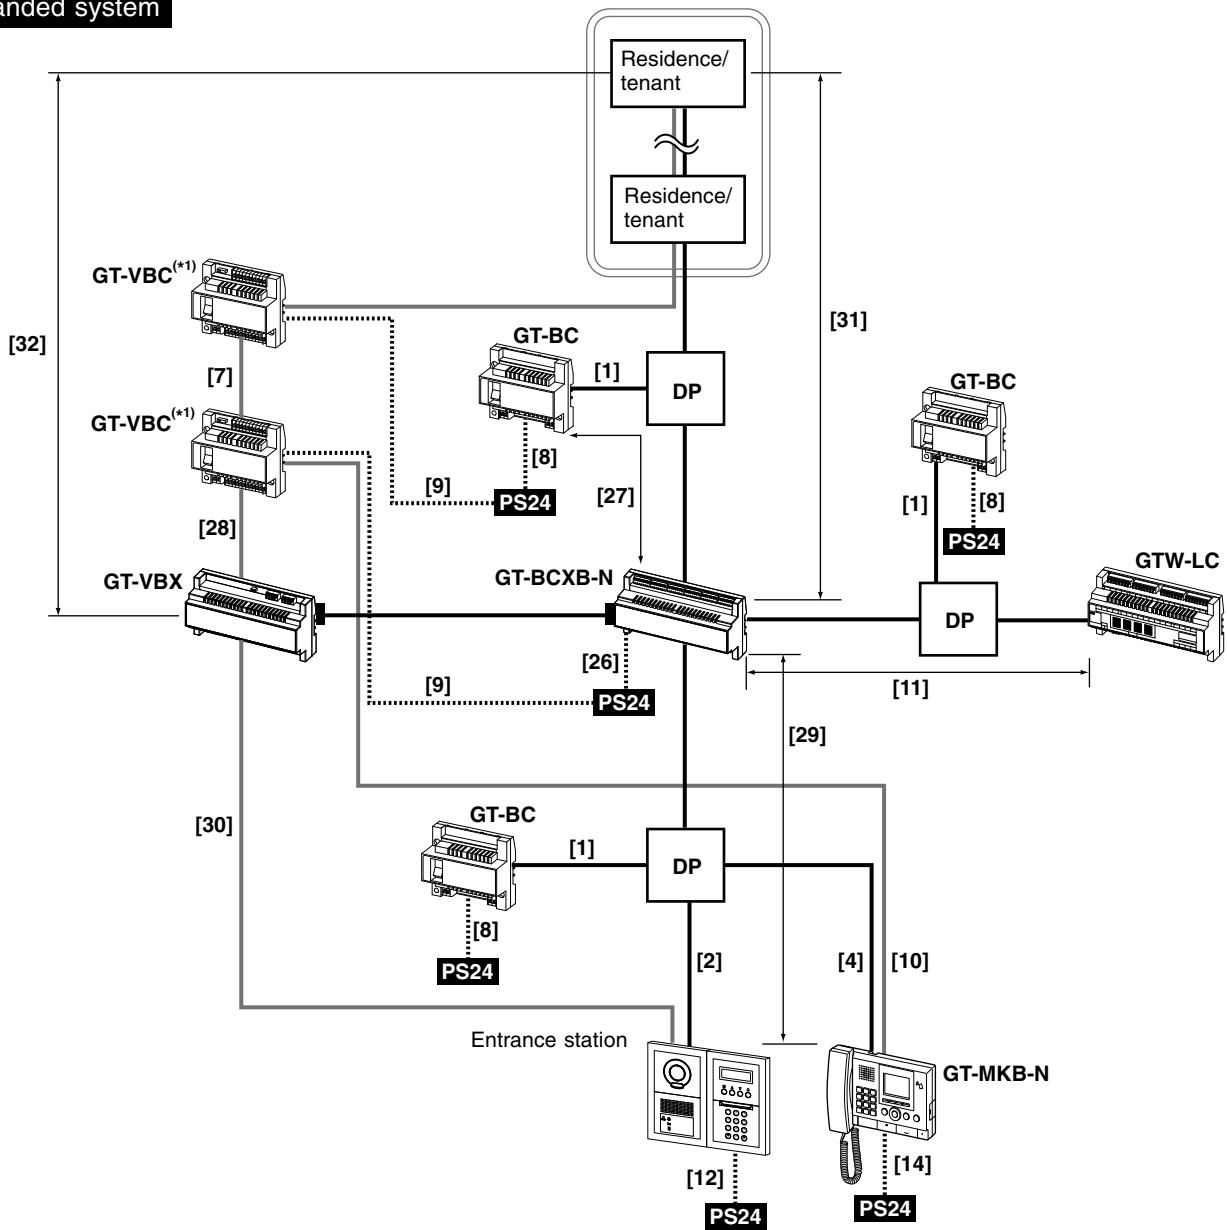 anded system
Residence/
tenant
Residence/
tenant
GT-VBC(*1)
[31]
[32]
GT-BC
[7]
[1]
DP
GT-BC
GT-VBC(*1)
[8]
[9]
[27]
[1]
[8]
PS24
[28]
PS24
GT-VBX
GT-BCXB-N
GTW-LC
DP
[26]
[9]
[11]
PS24
[29]
GT-BC
[30]
[1]
DP
[8]
[2]
[4]
[10]
PS24
Entrance station
GT-MKB-N
[12]
[14]
PS24
PS24